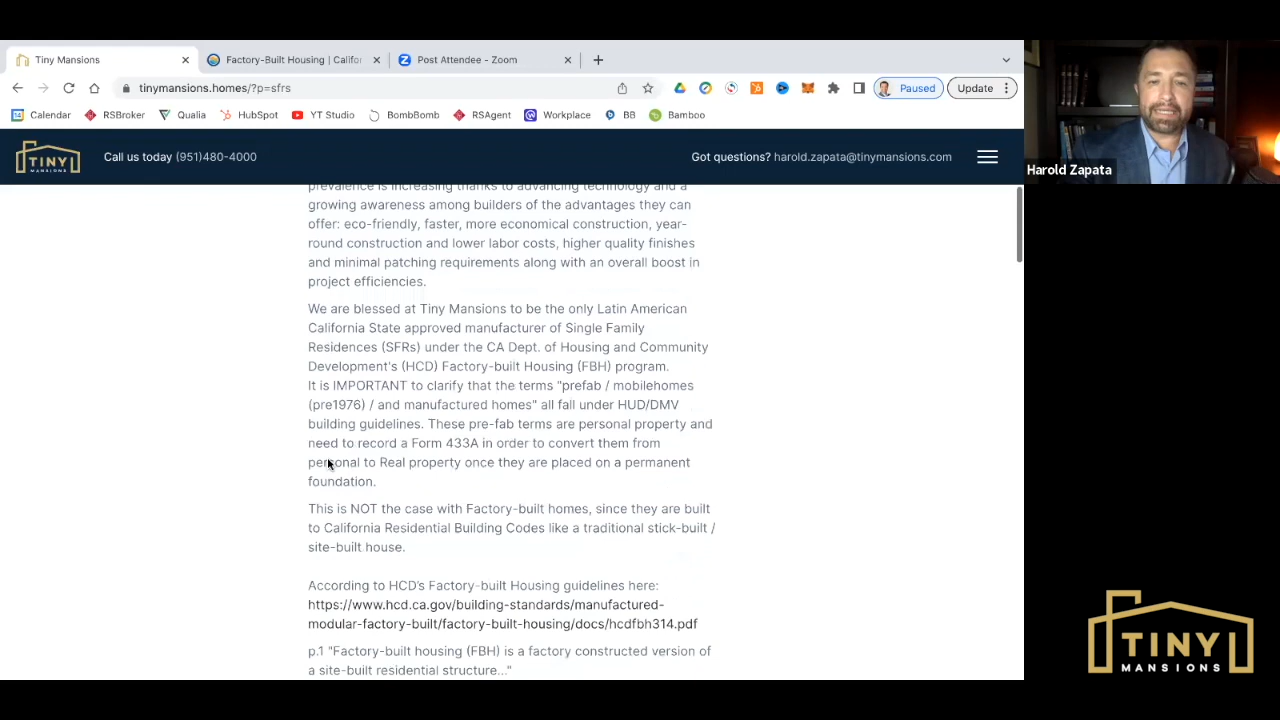 Tiny Mansions
Factory-Built Housing | Califor
Post Attendee - Zoom
tinymansions.homes/?p=sfrs
Paused
Update
Calendar
RSBroker
Qualia
HubSpot
YT Studio
BombBomb
RSAgent
Workplace
BB
Bamboo
TINY
MANSIONS
Call us today (951)480-4000
Got questions? harold.zapata@tinymansions.com
Harold Zapata
prevalence is increasing thanks to advancing technology and a
growing awareness among builders of the advantages they can
offer: eco-friendly, faster, more economical construction, year-
round construction and lower labor costs, higher quality finishes
and minimal patching requirements along with an overall boost in
project efficiencies.
We are blessed at Tiny Mansions to be the only Latin American
California State approved manufacturer of Single Family
Residences (SFRs) under the CA Dept. of Housing and Community
Development's (HCD) Factory-built Housing (FBH) program.
It is IMPORTANT to clarify that the terms "prefab / mobilehomes
(pre1976) / and manufactured homes" all fall under HUD/DMV
building guidelines. These pre-fab terms are personal property and
need to record a Form 433A in order to convert them from
personal to Real property once they are placed on a permanent
foundation.
This is NOT the case with Factory-built homes, since they are built
to California Residential Building Codes like a traditional stick-built /
site-built house.
According to HCD's Factory-built Housing guidelines here:
https://www.hcd.ca.gov/building-standards/manufactured-
modular-factory-built/factory-built-housing/docs/hcdfbh314.pdf
p.1 "Factory-built housing (FBH) is a factory constructed version of
a site-built residential structure..."
TINY
MANSIONS